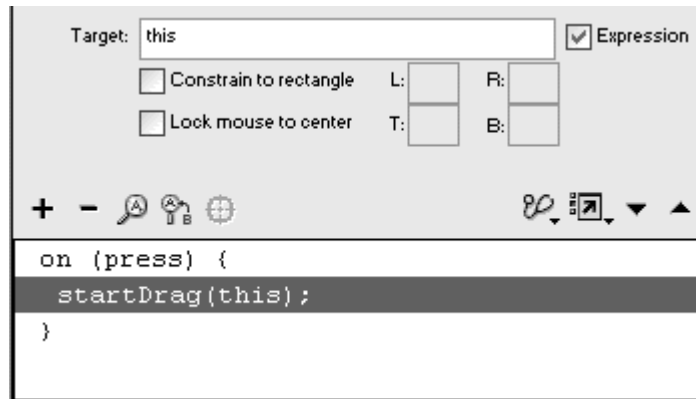 Target: this Expression
Constrain to rectangle L: R:
Lock mouse to center T: B:
on (press) {
startDrag(this);
}